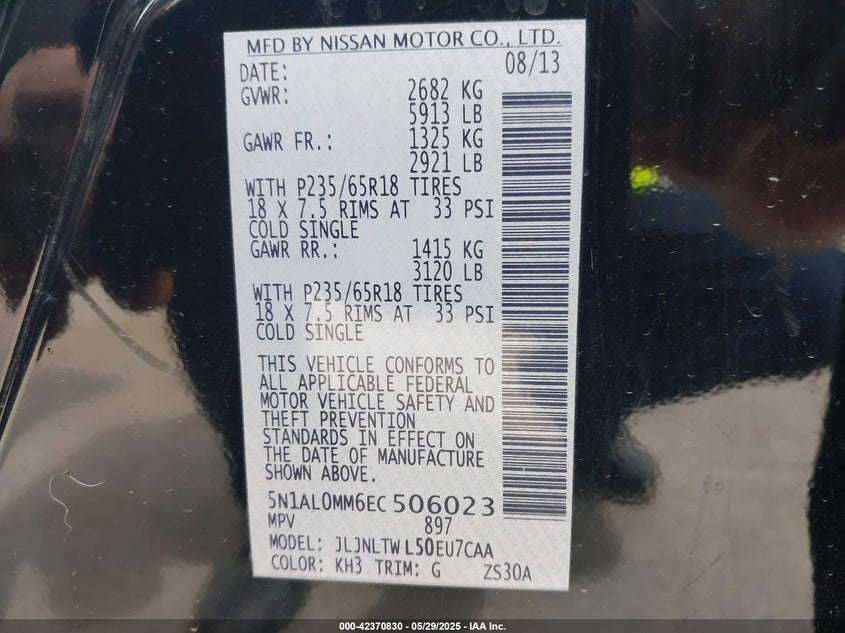 MFD BY NISSAN MOTOR CO., LTD.
DATE: 08/13
GVWR: 2682 KG
5913 LB
GAWR FR.: 1325 KG
2921 LB
WITH P235/65R18 TIRES
18 X 7.5 RIMS AT 33 PSI
COLD SINGLE
GAWR RR.: 1415 KG
3120 LB
WITH P235/65R18 TIRES
18 X 7.5 RIMS AT 33 PSI
COLD SINGLE
THIS VEHICLE CONFORMS TO
ALL APPLICABLE FEDERAL
MOTOR VEHICLE SAFETY AND
THEFT PREVENTION
STANDARDS IN EFFECT ON
THE DATE OF MANUFACTURE
SHOWN ABOVE.
5N1AL0MM6EC506023
MPV 897
MODEL: JLJNLTWL50EU7CAA
COLOR: KH3 TRIM: G ZS30A
000-42370830 - 05/29/2025 - IAA Inc.